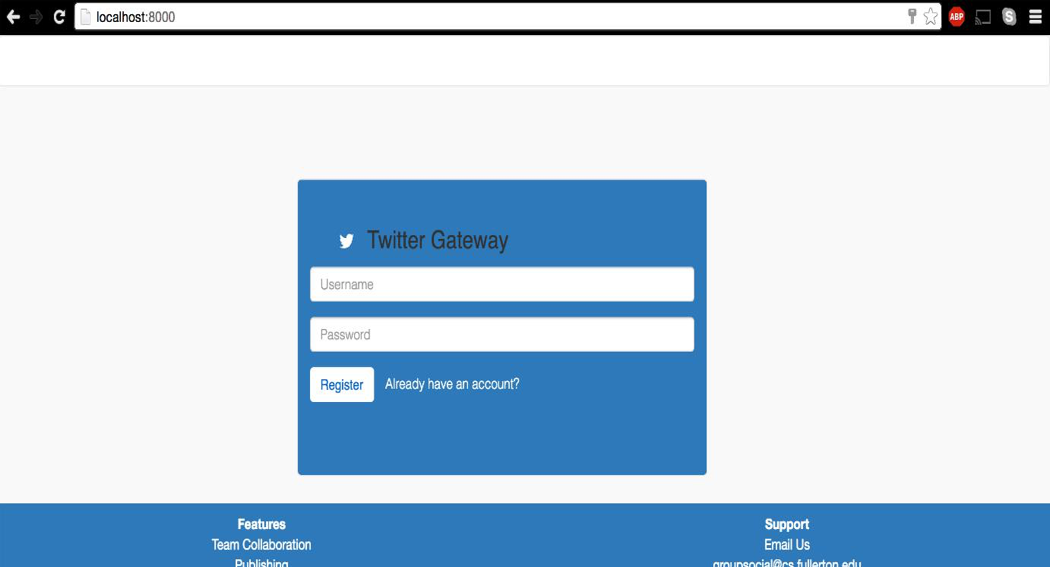 localhost:8000
ABP
Twitter Gateway
Username
Password
Register Already have an account?
Features
Team Collaboration
Publishing
Support
Email Us
groupsocial@cs.fullerton.edu